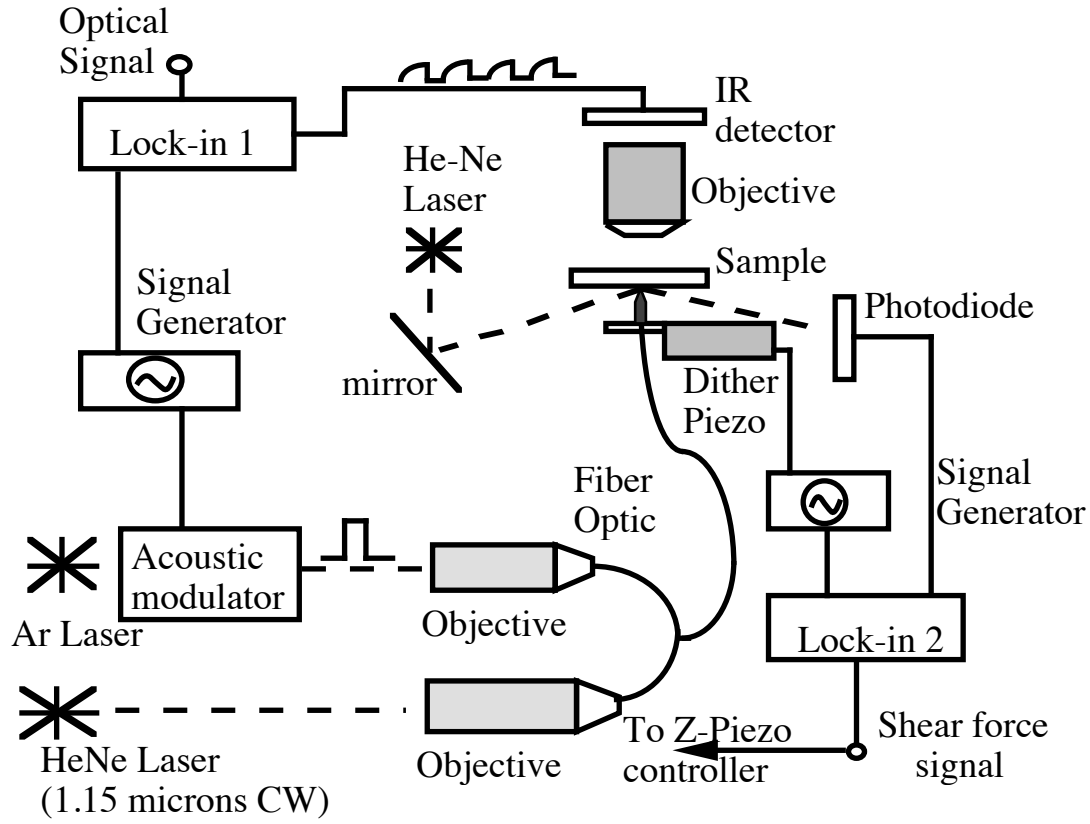 Optical
Signal
Lock-in 1
IR
detector
He-Ne
Laser
Objective
Sample
Signal
Generator
Photodiode
mirror
Dither
Piezo
Fiber
Optic
Signal
Generator
Acoustic
modulator
Ar Laser
Objective
Lock-in 2
HeNe Laser
(1.15 microns CW)
Objective
To Z-Piezo
controller
Shear force
signal